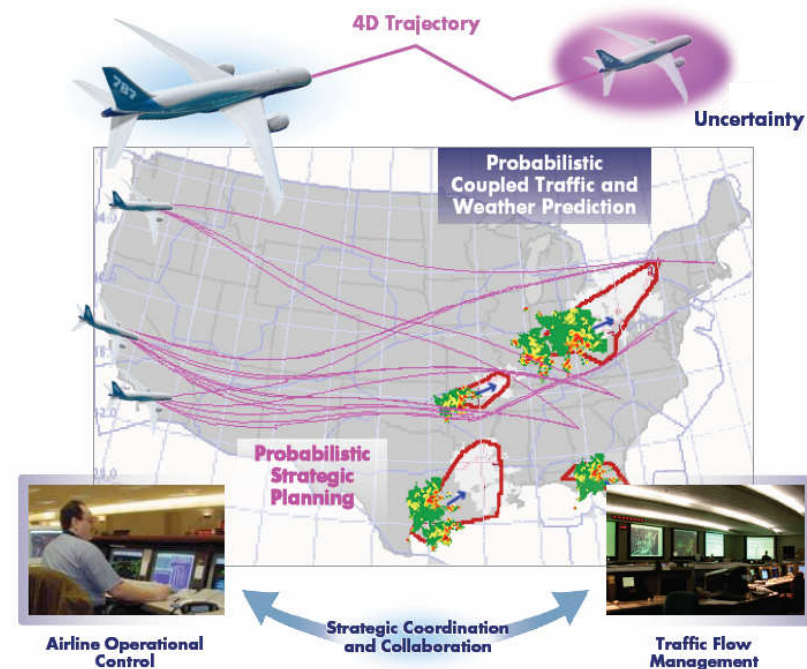 4D Trajectory
787
Uncertainty
Probabilistic
Coupled Traffic and
Weather Prediction
Probabilistic
Strategic
Planning
Strategic Coordination
and Collaboration
Airline Operational
Control
Traffic Flow
Management